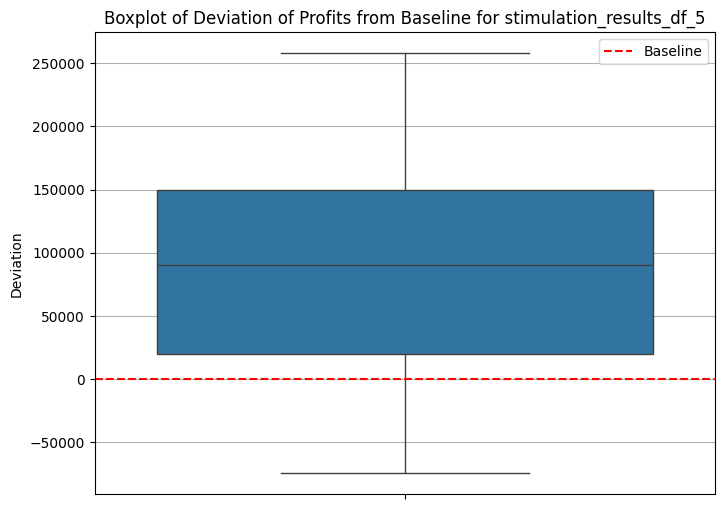 Boxplot of Deviation of Profits from Baseline for stimulation_results_df_5
Baseline
250000
200000
150000
100000
50000
0
−50000
Deviation